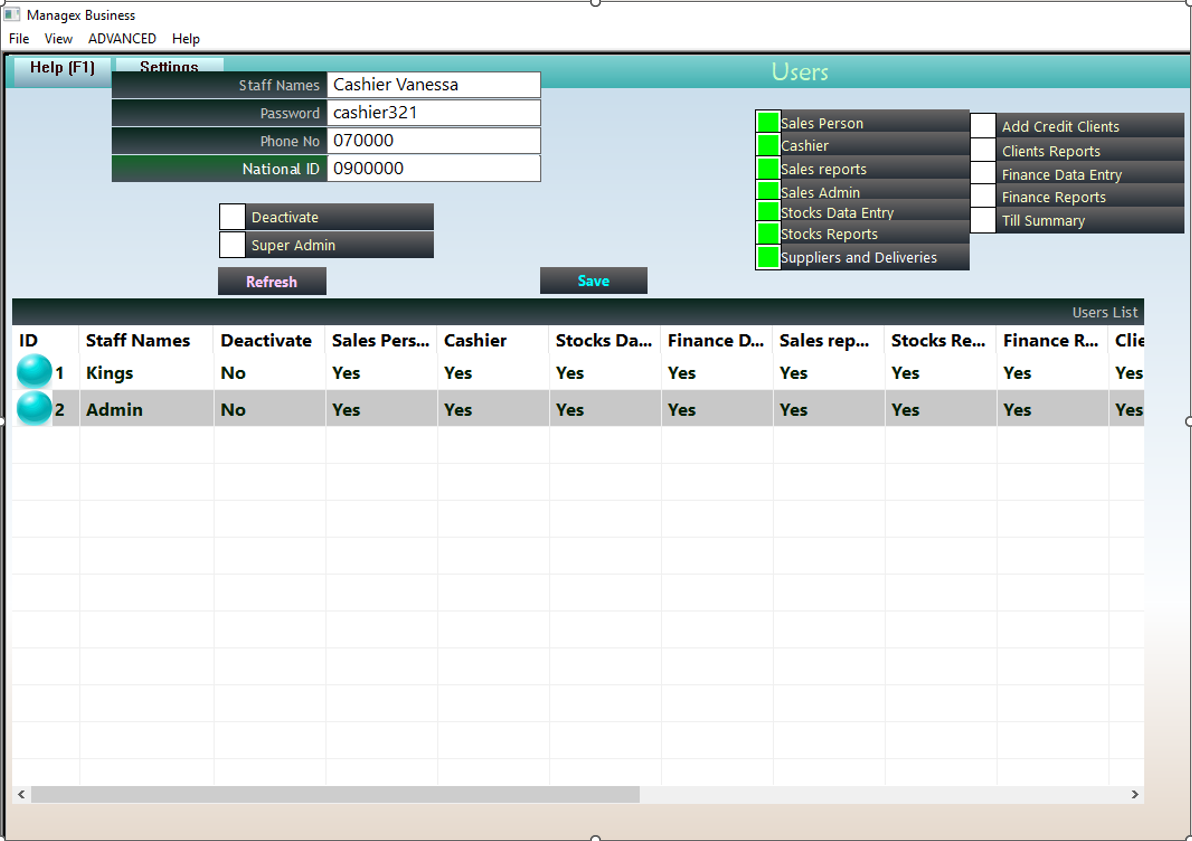 Managex Business
File View ADVANCED Help
Help (F1) Settings Users
Staff Names Cashier Vanessa
Password cashier321
Phone No 070000
National ID 0900000
Deactivate
Super Admin
Refresh Save
Sales Person
Cashier
Sales reports
Sales Admin
Stocks Data Entry
Stocks Reports
Suppliers and Deliveries
Add Credit Clients
Clients Reports
Finance Data Entry
Finance Reports
Till Summary
Users List
ID Staff Names Deactivate Sales Pers... Cashier Stocks Da... Finance D... Sales rep... Stocks Re... Finance R... Clie
1 Kings No Yes Yes Yes Yes Yes Yes Yes Yes
2 Admin No Yes Yes Yes Yes Yes Yes Yes Yes